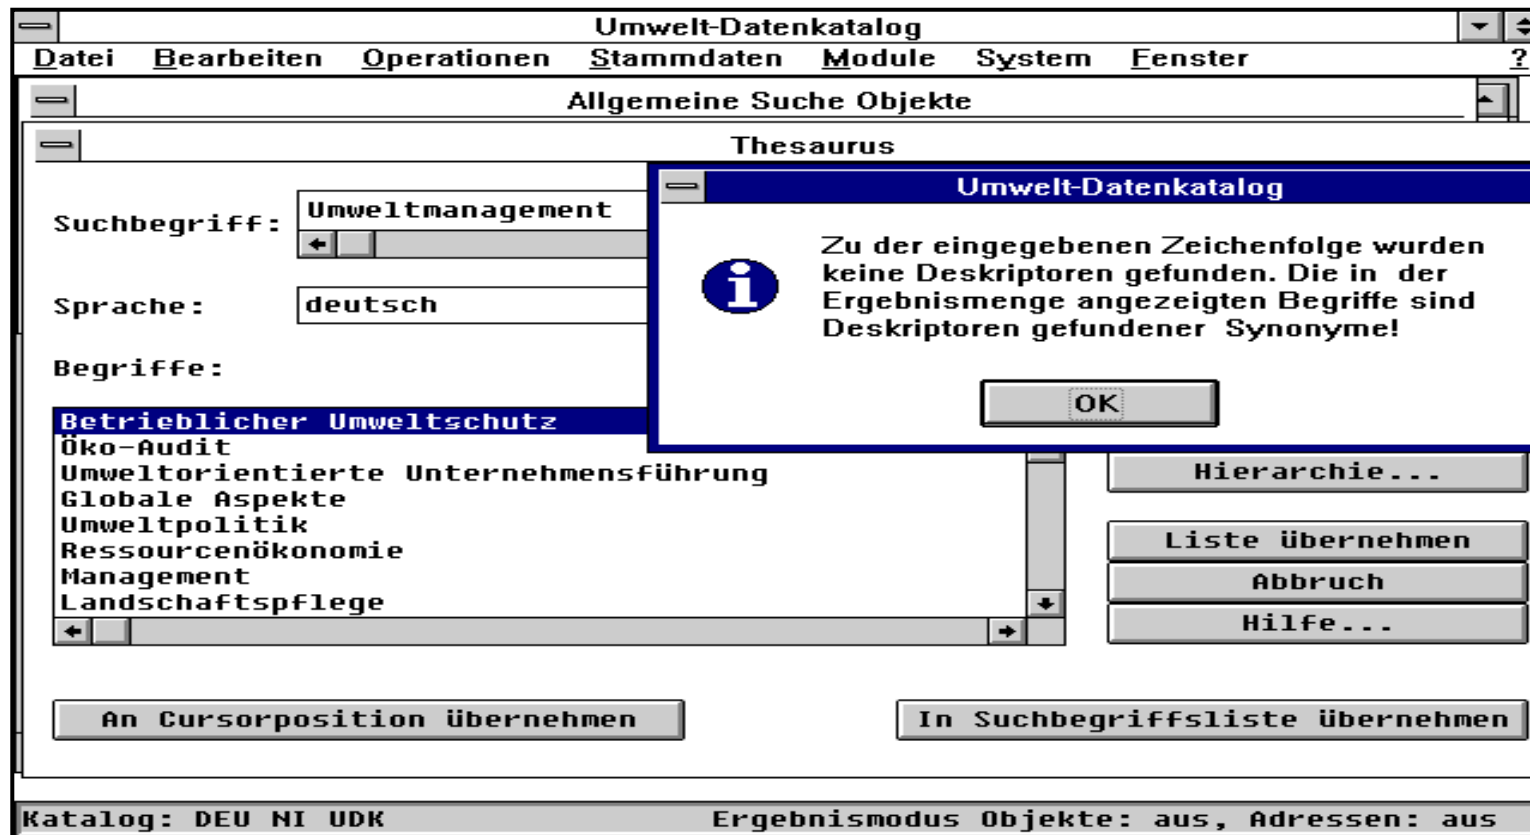 Umwelt-Datenkatalog
Datei Bearbeiten Operationen Stammdaten Module System Fenster ?
Allgemeine Suche Objekte
Thesaurus
Umwelt-Datenkatalog
Suchbegriff: Umweltmanagement
Zu der eingegebenen Zeichenfolge wurden
keine Deskriptoren gefunden. Die in der
Ergebnismenge angezeigten Begriffe sind
Deskriptoren gefundener Synonyme!
OK
Sprache: deutsch
Begriffe:
Betrieblicher Umweltschutz
Öko-Audit
Umweltorientierte Unternehmensführung
Globale Aspekte
Umweltpolitik
Ressourcenökonomie
Management
Landschaftspflege
Hierarchie...
Liste übernehmen
Abbruch
Hilfe...
An Cursorposition übernehmen
In Suchbegriffsliste übernehmen
Katalog: DEU NI UDK Ergebnismodus Objekte: aus, Adressen: aus